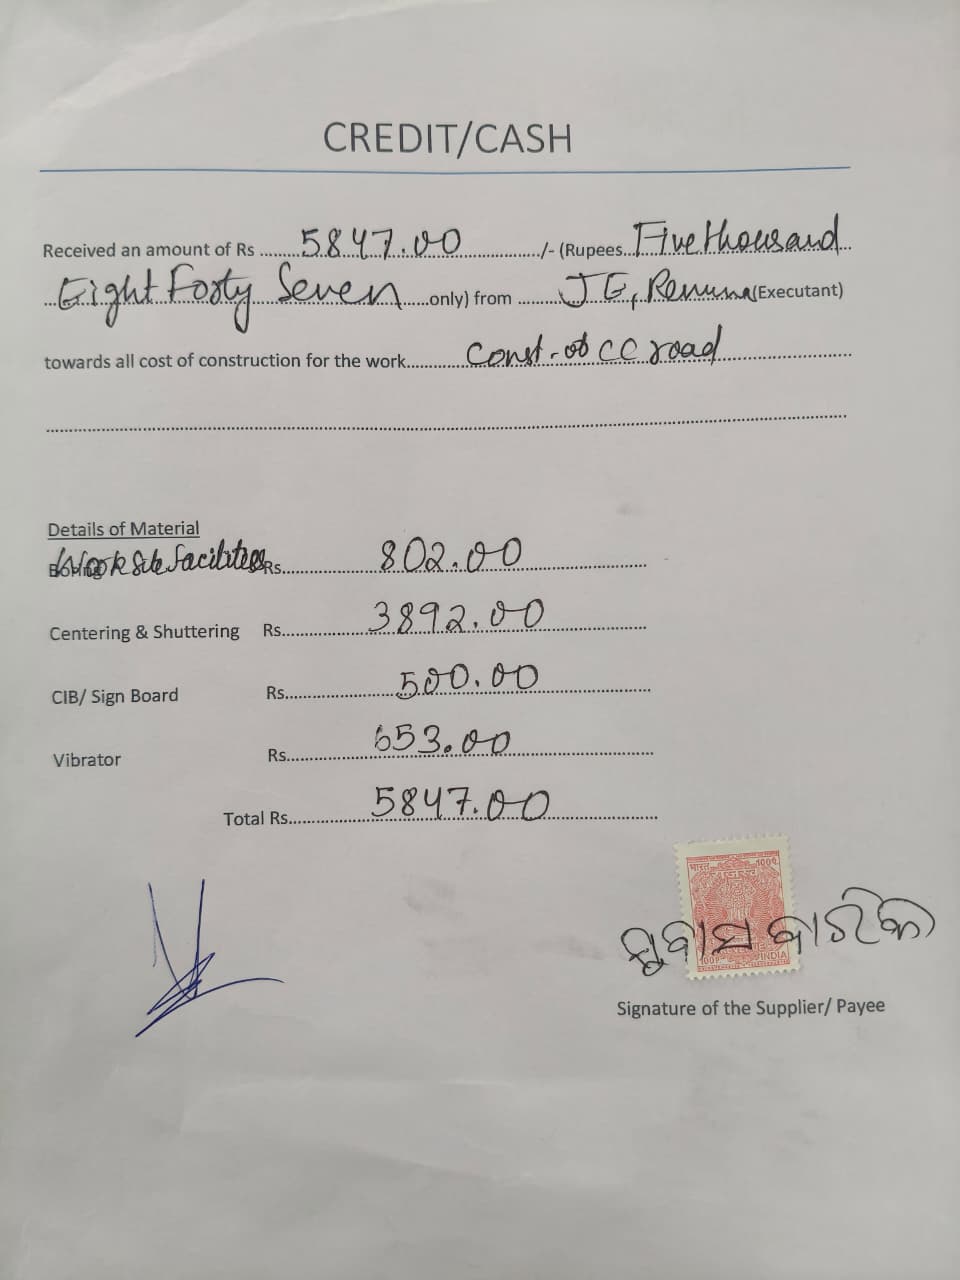 CREDIT/CASH
Received an amount of Rs ........5847.00............../- (Rupees...Five thousand..
...Eight Forty Seven......only) from .........J E, Remuna(Executant)
towards all cost of construction for the work............Const. of CC road......................
................................................................................
Details of Material
Work Site facilities Rs...............802.00....................
Centering & Shuttering Rs...............3892.00....................
CIB/ Sign Board Rs....................500.00....................
Vibrator Rs...............653.00....................
Total Rs...............5847.00....................
भारत 100प.
100P INDIA
ସୁବାସ ବାରିକ
Signature of the Supplier/ Payee